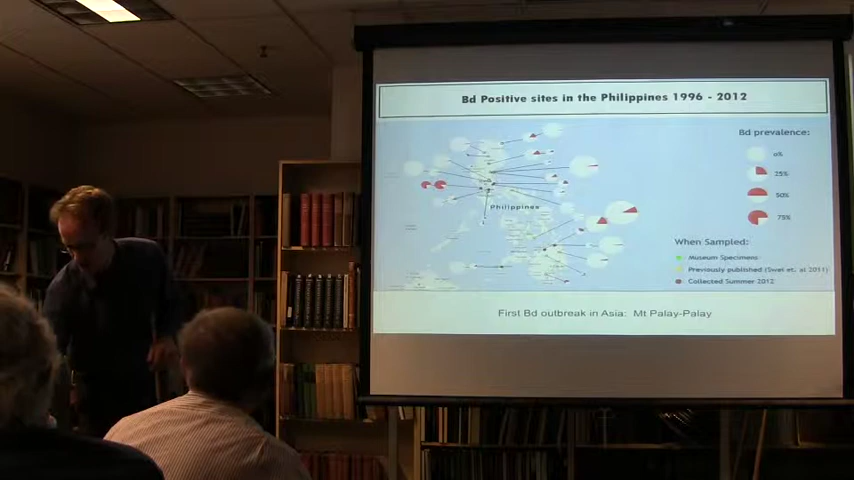 Bd Positive sites in the Philippines 1996 - 2012
Bd prevalence:
0%
25%
50%
75%
Philippines
When Sampled:
Museum Specimens
Previously published (Swei et. al 2011)
Collected Summer 2012
First Bd outbreak in Asia: Mt Palay-Palay